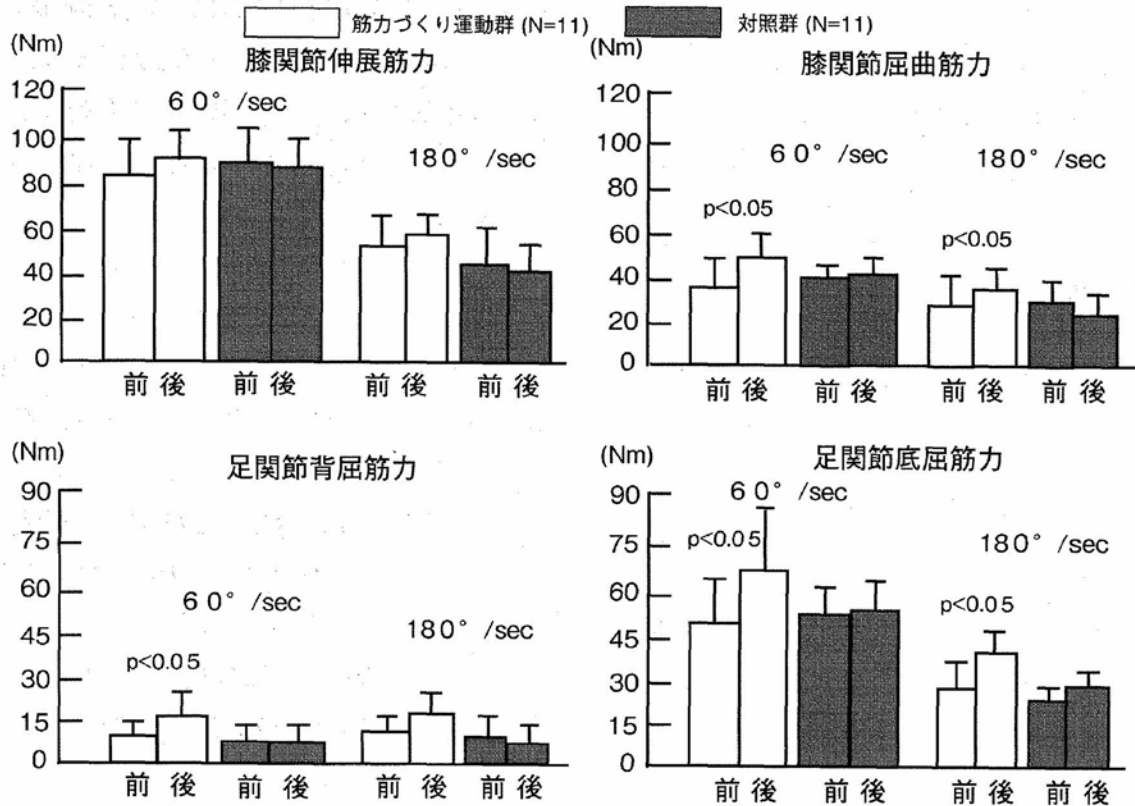 筋力づくり運動群 (N=11)
対照群 (N=11)
(Nm)
膝関節伸展筋力
60° /sec
180° /sec
120
100
80
60
40
20
0
前 後 前 後 前 後 前 後
膝関節屈曲筋力
60° /sec
180° /sec
p<0.05
p<0.05
120
100
80
60
40
20
0
前 後 前 後 前 後 前 後
(Nm)
足関節背屈筋力
60° /sec
180° /sec
p<0.05
90
75
60
45
30
15
0
前 後 前 後 前 後 前 後
(Nm)
足関節底屈筋力
60° /sec
180° /sec
p<0.05
p<0.05
90
75
60
45
30
15
0
前 後 前 後 前 後 前 後